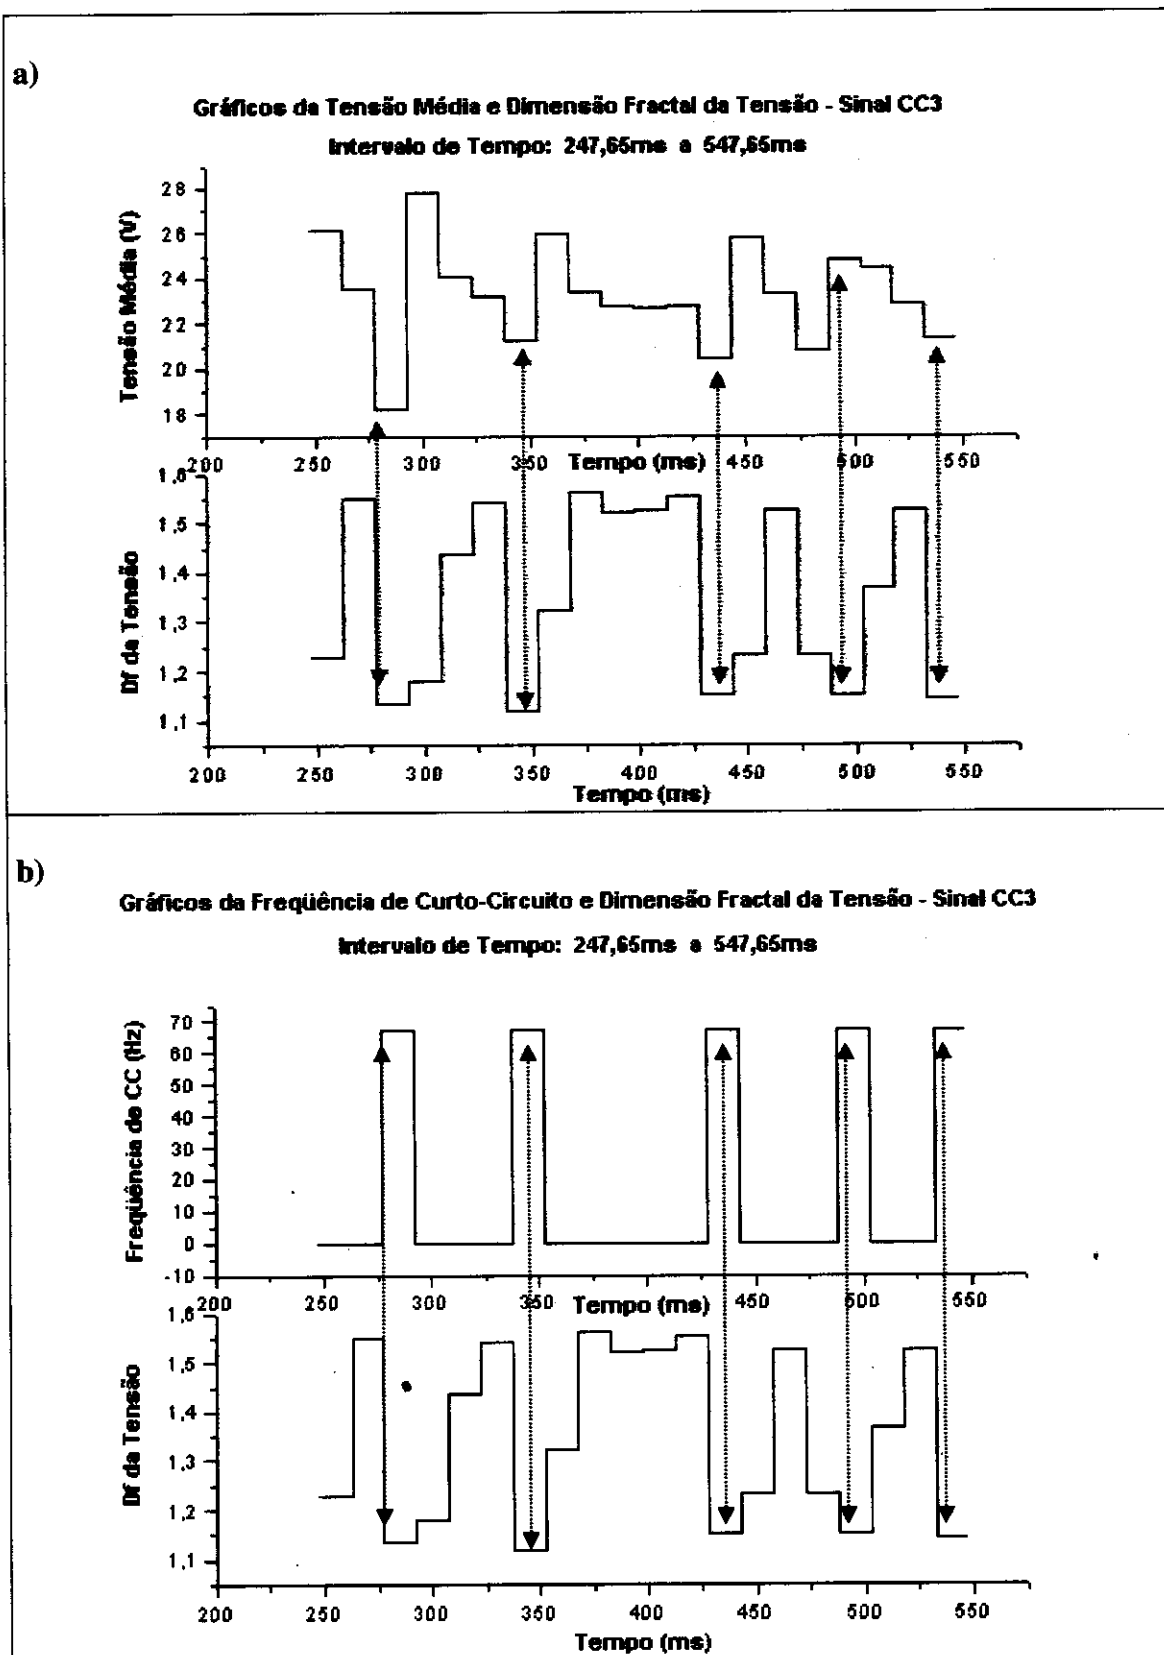 a)
Gráficos da Tensão Média e Dimensão Fractal da Tensão - Sinal CC3
Intervalo de Tempo: 247,65ms a 547,65ms
Tensão Média (V)
28
26
24
22
20
18
200 250 300 350 Tempo (ms) 450 500 550
Df da Tensão
1,6
1,5
1,4
1,3
1,2
1,1
200 250 300 350 400 450 500 550
Tempo (ms)
b)
Gráficos da Freqüência de Curto-Circuito e Dimensão Fractal da Tensão - Sinal CC3
Intervalo de Tempo: 247,65ms a 547,65ms
Freqüência de CC (Hz)
70
60
50
40
30
20
10
0
-10
200 250 300 350 Tempo (ms) 450 500 550
Df da Tensão
1,6
1,5
1,4
1,3
1,2
1,1
200 250 300 350 400 450 500 550
Tempo (ms)